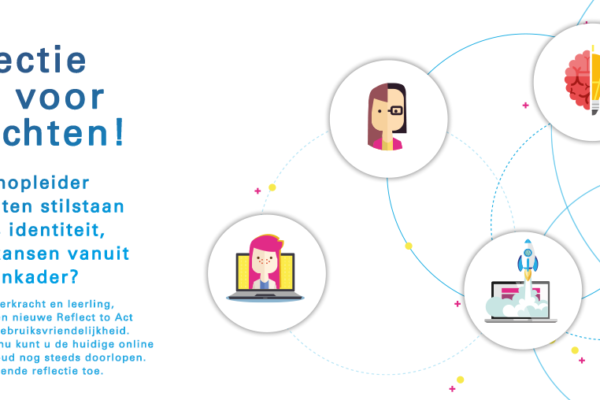 ectie
voor
chten!
nopleider
ten stilstaan
identiteit,
ansen vanuit
nkader?
erkracht en leerling,
n nieuwe Reflect to Act
ebruiksvriendelijkheid.
nu kunt u de huidige online
ud nog steeds doorlopen.
ende reflectie toe.